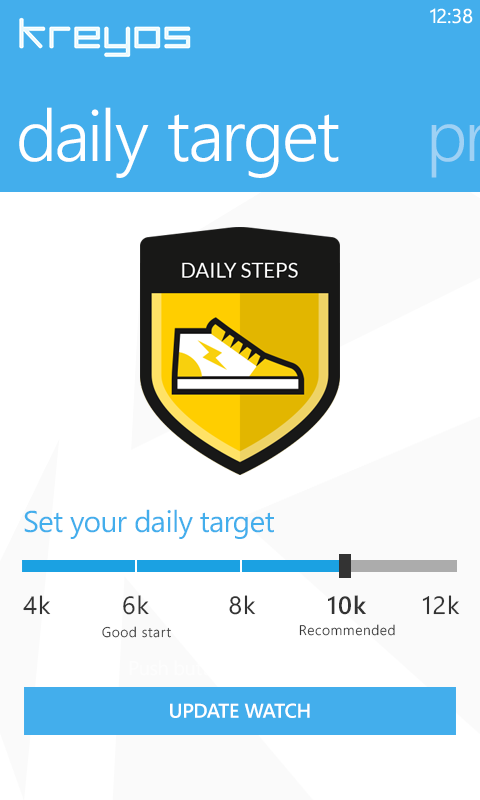 12:38
kreyos
daily target pr
DAILY STEPS
Set your daily target
4k 6k 8k 10k 12k
Good start Recommended
UPDATE WATCH